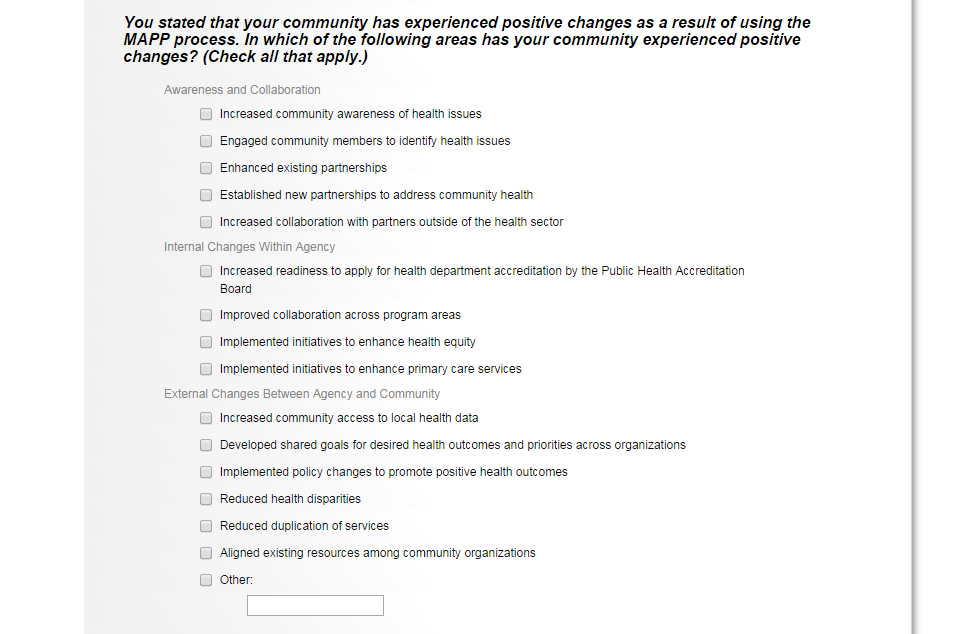 You stated that your community has experienced positive changes as a result of using the
MAPP process. In which of the following areas has your community experienced positive
changes? (Check all that apply.)
Awareness and Collaboration
Increased community awareness of health issues
Engaged community members to identify health issues
Enhanced existing partnerships
Established new partnerships to address community health
Increased collaboration with partners outside of the health sector
Internal Changes Within Agency
Increased readiness to apply for health department accreditation by the Public Health Accreditation
Board
Improved collaboration across program areas
Implemented initiatives to enhance health equity
Implemented initiatives to enhance primary care services
External Changes Between Agency and Community
Increased community access to local health data
Developed shared goals for desired health outcomes and priorities across organizations
Implemented policy changes to promote positive health outcomes
Reduced health disparities
Reduced duplication of services
Aligned existing resources among community organizations
Other: